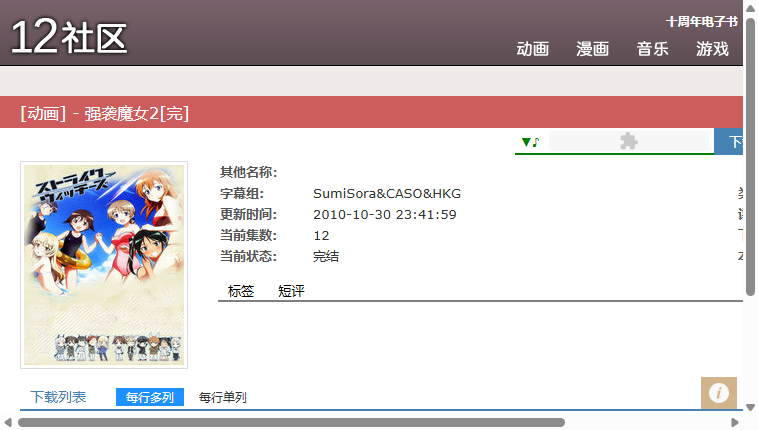 十周年电子书
12社区
动画 漫画 音乐 游戏
[动画] - 强袭魔女2[完]
▼♪
ストライク
ウィッチーズ
其他名称:
字幕组: SumiSora&CASO&HKG
更新时间: 2010-10-30 23:41:59
当前集数: 12
当前状态: 完结
标签 短评
下载列表 每行多列 每行单列